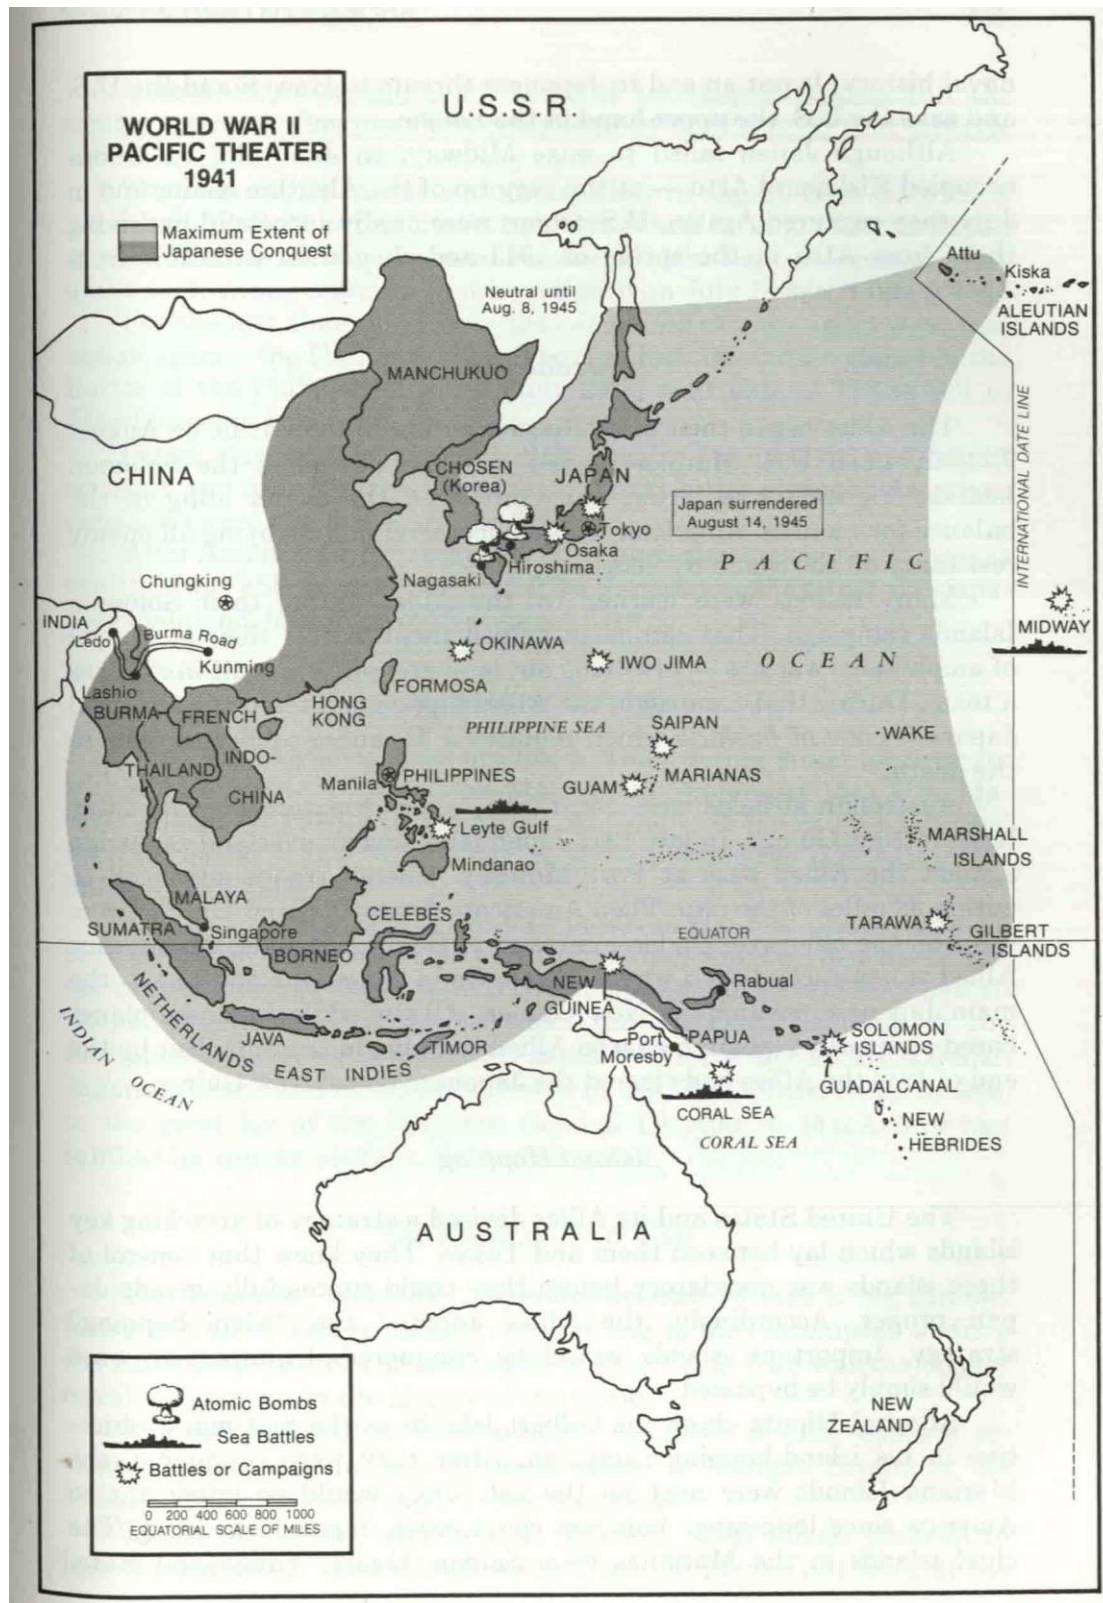 WORLD WAR II
PACIFIC THEATER
1941
Maximum Extent of
Japanese Conquest
U.S.S.R.
Neutral until
Aug. 8, 1945
Attu
Kiska
ALEUTIAN
ISLANDS
INTERNATIONAL DATE LINE
MANCHUKUO
CHINA
CHOSEN
(Korea)
JAPAN
Japan surrendered
August 14, 1945
Tokyo
Osaka
Hiroshima
Nagasaki
PACIFIC
OCEAN
Chungking
INDIA
Ledo
Burma Road
Kunming
Lashio
BURMA
FRENCH
INDO-
CHINA
THAILAND
HONG
KONG
FORMOSA
OKINAWA
IWO JIMA
MIDWAY
PHILIPPINE SEA
SAIPAN
MARIANAS
GUAM
WAKE
Manila
PHILIPPINES
Leyte Gulf
Mindanao
MARSHALL
ISLANDS
MALAYA
SUMATRA
Singapore
BORNEO
CELEBES
EQUATOR
TARAWA
GILBERT
ISLANDS
NEW
GUINEA
Rabual
PAPUA
Port
Moresby
SOLOMON
ISLANDS
GUADALCANAL
NETHERLANDS EAST INDIES
JAVA
TIMOR
INDIAN OCEAN
CORAL SEA
CORAL SEA
NEW
HEBRIDES
AUSTRALIA
NEW
ZEALAND
Atomic Bombs
Sea Battles
Battles or Campaigns
0 200 400 600 800 1000
EQUATORIAL SCALE OF MILES